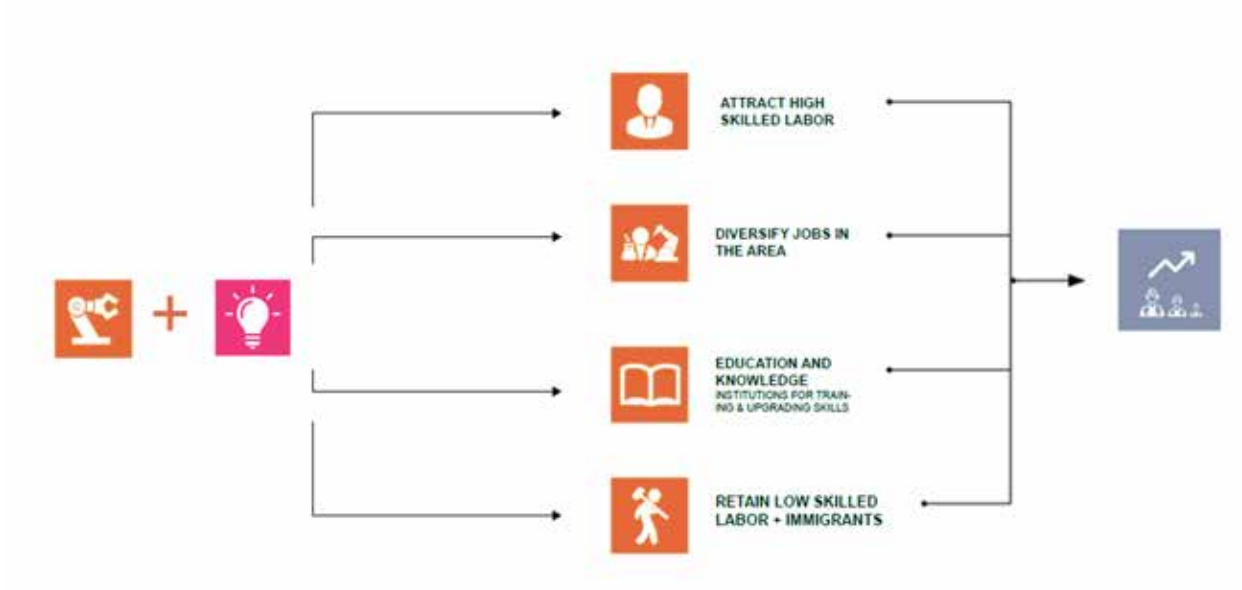 ATTRACT HIGH
SKILLED LABOR
DIVERSIFY JOBS IN
THE AREA
EDUCATION AND
KNOWLEDGE
INSTITUTIONS FOR TRAIN-
ING & UPGRADING SKILLS
RETAIN LOW SKILLED
LABOR + IMMIGRANTS